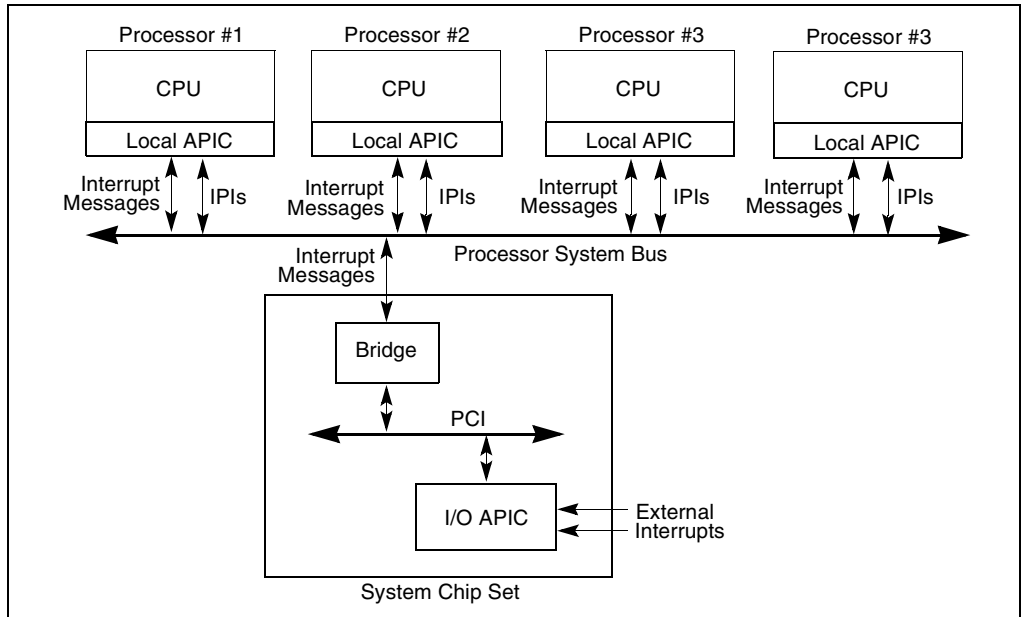 Processor #1
Processor #2
Processor #3
Processor #3
CPU
CPU
CPU
CPU
Local APIC
Local APIC
Local APIC
Local APIC
Interrupt
Messages
IPIs
Interrupt
Messages
IPIs
Interrupt
Messages
IPIs
Interrupt
Messages
IPIs
Processor System Bus
Interrupt
Messages
Bridge
PCI
I/O APIC
External
Interrupts
System Chip Set